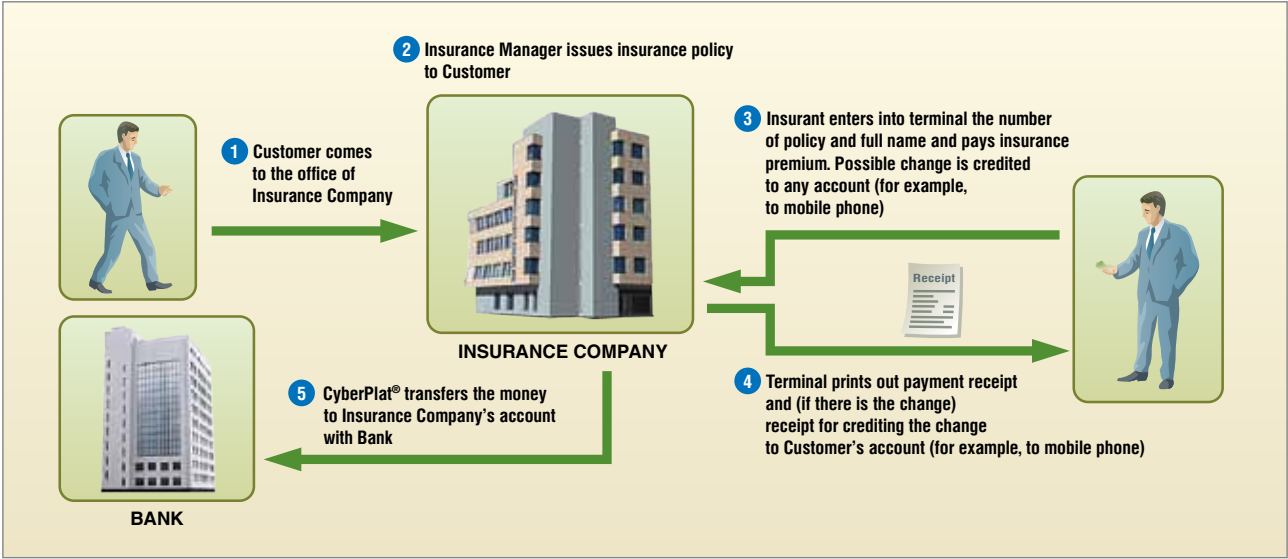 2 Insurance Manager issues insurance policy
to Customer
1 Customer comes
to the office of
Insurance Company
3 Insurant enters into terminal the number
of policy and full name and pays insurance
premium. Possible change is credited
to any account (for example,
to mobile phone)
Receipt
INSURANCE COMPANY
4 Terminal prints out payment receipt
and (if there is the change)
receipt for crediting the change
to Customer's account (for example, to mobile phone)
5 CyberPlat® transfers the money
to Insurance Company's account
with Bank
BANK